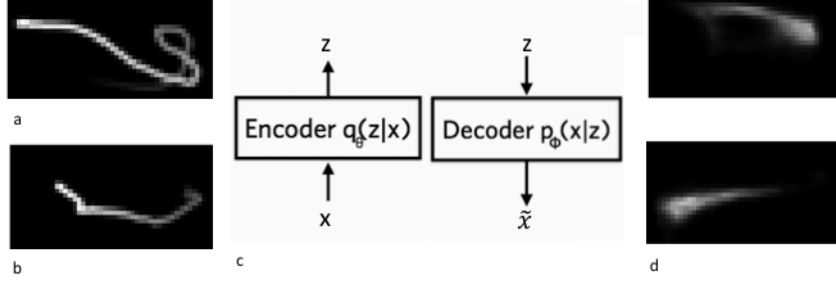 z z
Encoder qθ(z|x) Decoder pΦ(x|z)
a
x x̃
b c d